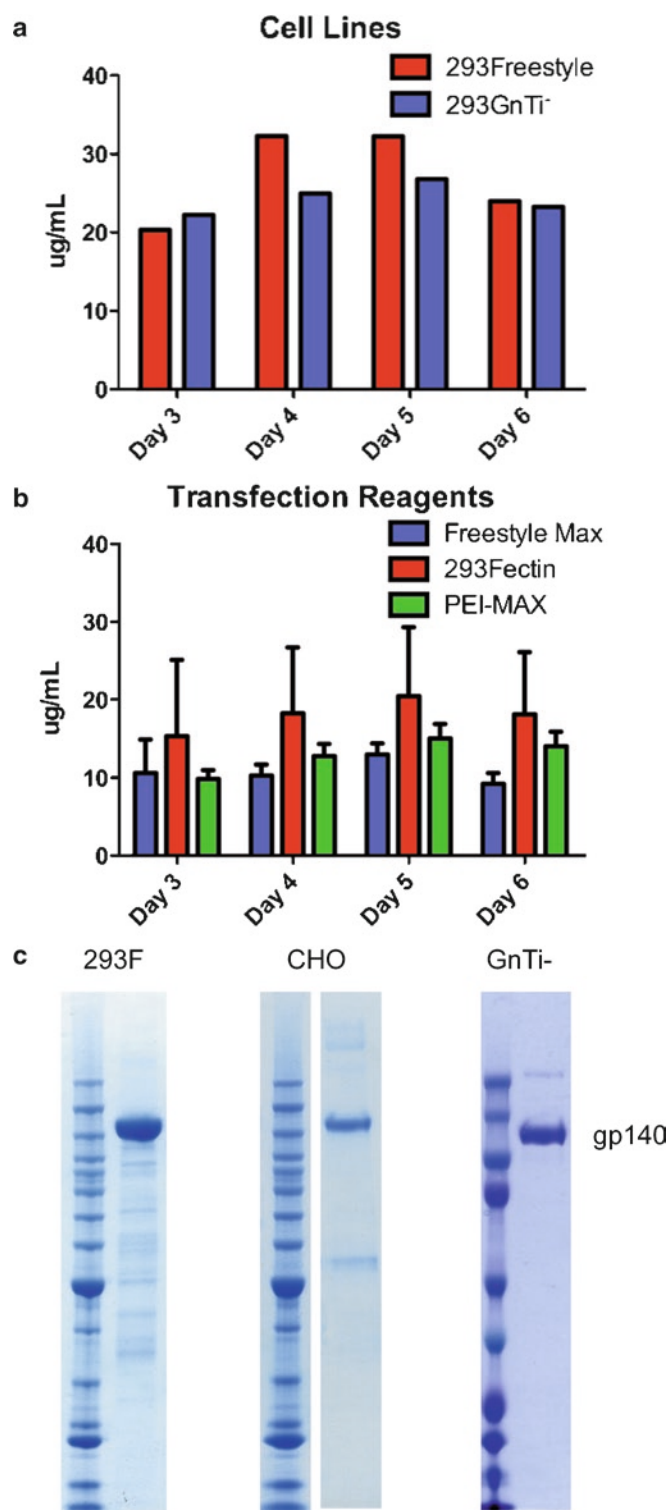 a
Cell Lines
293Freestyle
293GnTi⁻
40
30
20
10
0
ug/mL
Day 3
Day 4
Day 5
Day 6
b
Transfection Reagents
Freestyle Max
293Fectin
PEI-MAX
40
30
20
10
0
ug/mL
Day 3
Day 4
Day 5
Day 6
c
293F
CHO
GnTi-
gp140